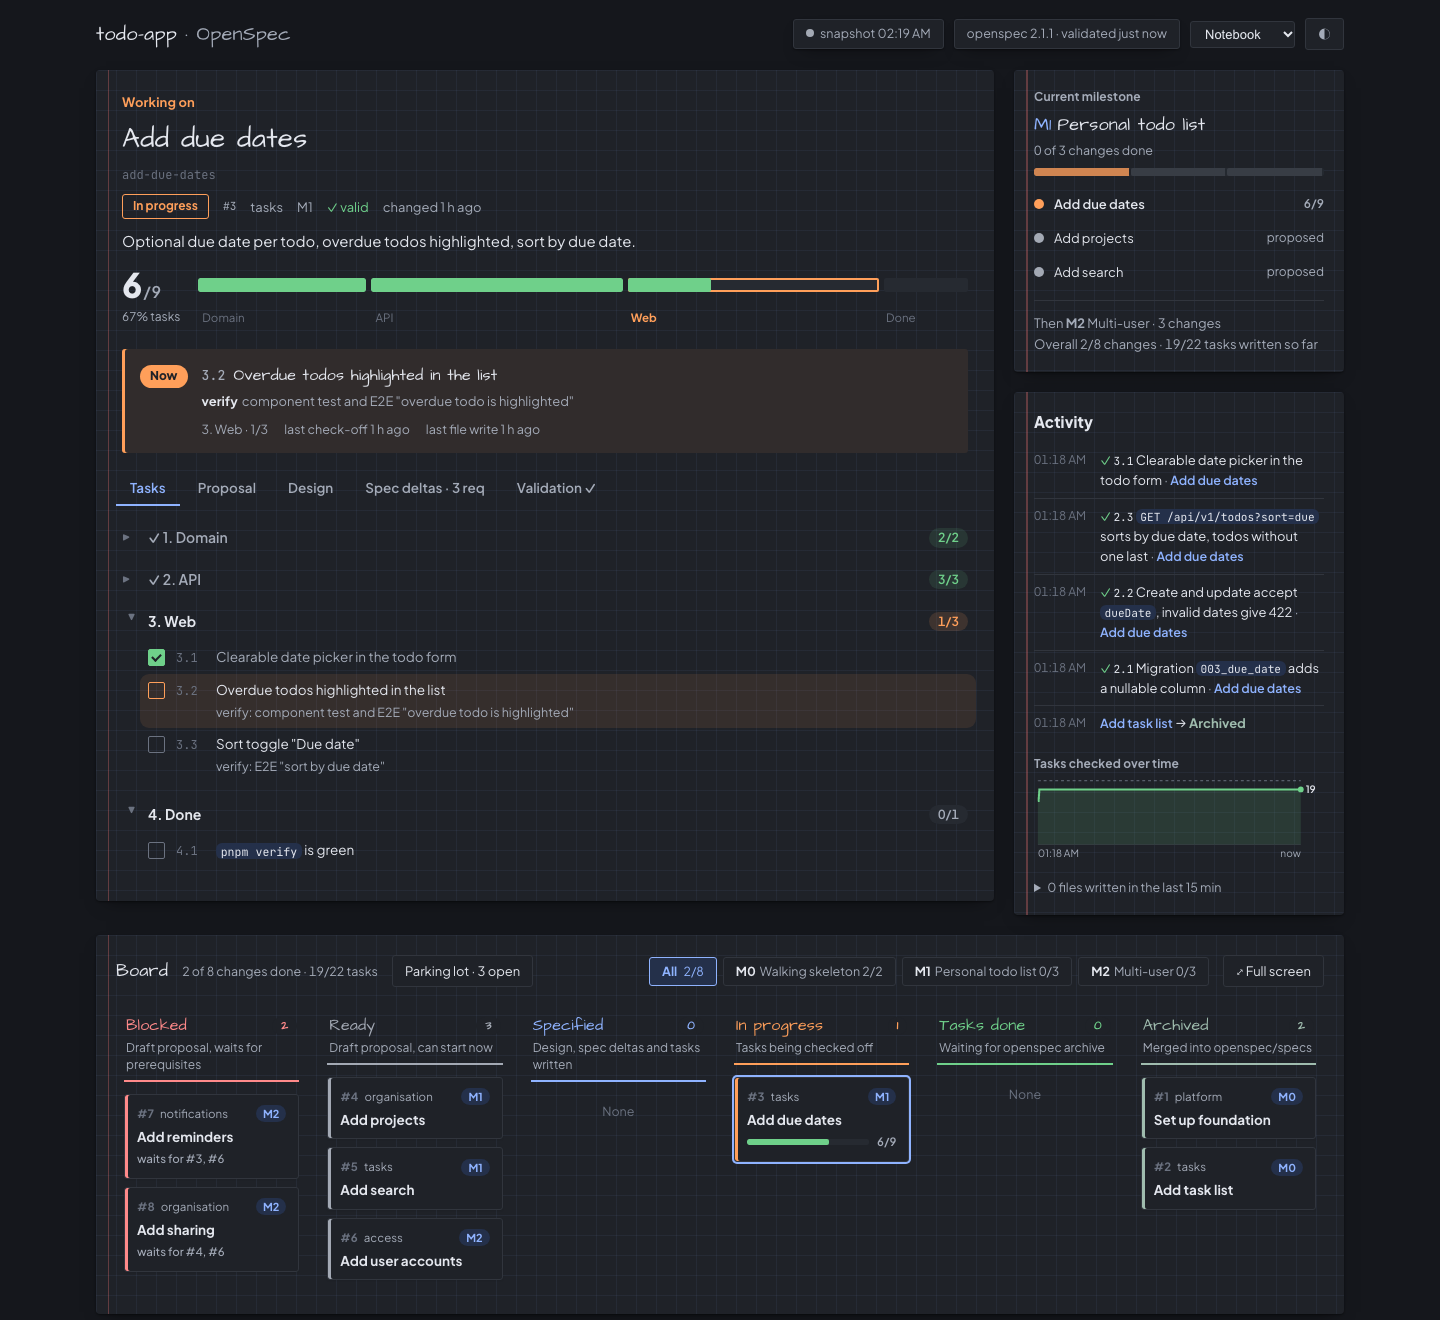 todo-app · OpenSpec
snapshot 02:19 AM
openspec 2.1.1 · validated just now
Notebook
Working on
Add due dates
add-due-dates
In progress #3 tasks M1 ✓ valid changed 1 h ago
Optional due date per todo, overdue todos highlighted, sort by due date.
6/9
67% tasks
Domain API Web Done
Now 3.2 Overdue todos highlighted in the list
verify component test and E2E "overdue todo is highlighted"
3. Web · 1/3 last check-off 1 h ago last file write 1 h ago
Tasks Proposal Design Spec deltas · 3 req Validation ✓
▸ ✓ 1. Domain 2/2
▸ ✓ 2. API 3/3
▾ 3. Web 1/3
3.1 Clearable date picker in the todo form
3.2 Overdue todos highlighted in the list
verify: component test and E2E "overdue todo is highlighted"
3.3 Sort toggle "Due date"
verify: E2E "sort by due date"
▾ 4. Done 0/1
4.1 pnpm verify is green
Current milestone
M1 Personal todo list
0 of 3 changes done
Add due dates 6/9
Add projects proposed
Add search proposed
Then M2 Multi-user · 3 changes
Overall 2/8 changes · 19/22 tasks written so far
Activity
01:18 AM ✓ 3.1 Clearable date picker in the
todo form · Add due dates
01:18 AM ✓ 2.3 GET /api/v1/todos?sort=due
sorts by due date, todos without
one last · Add due dates
01:18 AM ✓ 2.2 Create and update accept
dueDate , invalid dates give 422 ·
Add due dates
01:18 AM ✓ 2.1 Migration 003_due_date adds
a nullable column · Add due dates
01:18 AM Add task list → Archived
Tasks checked over time
19
01:18 AM now
▸ 0 files written in the last 15 min
Board 2 of 8 changes done · 19/22 tasks Parking lot · 3 open
All 2/8 M0 Walking skeleton 2/2 M1 Personal todo list 0/3 M2 Multi-user 0/3 ⤢ Full screen
Blocked 2
Draft proposal, waits for
prerequisites
#7 notifications M2
Add reminders
waits for #3, #6
#8 organisation M2
Add sharing
waits for #4, #6
Ready 3
Draft proposal, can start now
#4 organisation M1
Add projects
#5 tasks M1
Add search
#6 access M2
Add user accounts
Specified 0
Design, spec deltas and tasks
written
None
In progress 1
Tasks being checked off
#3 tasks M1
Add due dates
6/9
Tasks done 0
Waiting for openspec archive
None
Archived 2
Merged into openspec/specs
#1 platform M0
Set up foundation
#2 tasks M0
Add task list